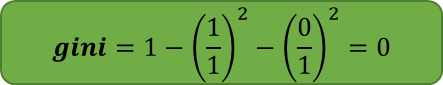 gini = 1 − (1/1)² − (0/1)² = 0